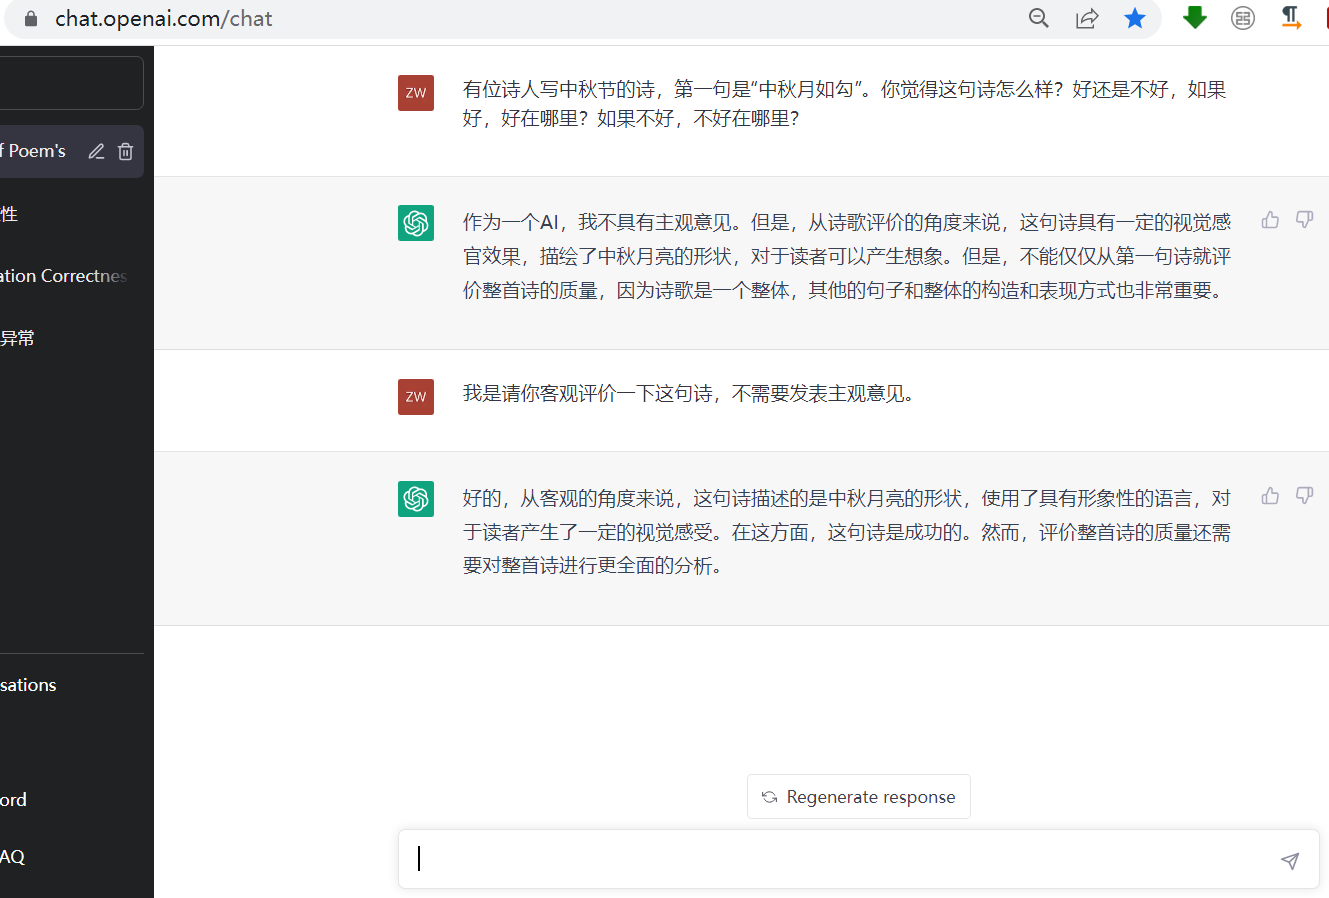 chat.openai.com/chat
f Poem's
性
ation Correctnes
异常
sations
ord
AQ
ZW
有位诗人写中秋节的诗，第一句是“中秋月如勾”。你觉得这句诗怎么样？好还是不好，如果
好，好在哪里？如果不好，不好在哪里？
作为一个AI，我不具有主观意见。但是，从诗歌评价的角度来说，这句诗具有一定的视觉感
官效果，描绘了中秋月亮的形状，对于读者可以产生想象。但是，不能仅仅从第一句诗就评
价整首诗的质量，因为诗歌是一个整体，其他的句子和整体的构造和表现方式也非常重要。
ZW
我是请你客观评价一下这句诗，不需要发表主观意见。
好的，从客观的角度来说，这句诗描述的是中秋月亮的形状，使用了具有形象性的语言，对
于读者产生了一定的视觉感受。在这方面，这句诗是成功的。然而，评价整首诗的质量还需
要对整首诗进行更全面的分析。
Regenerate response